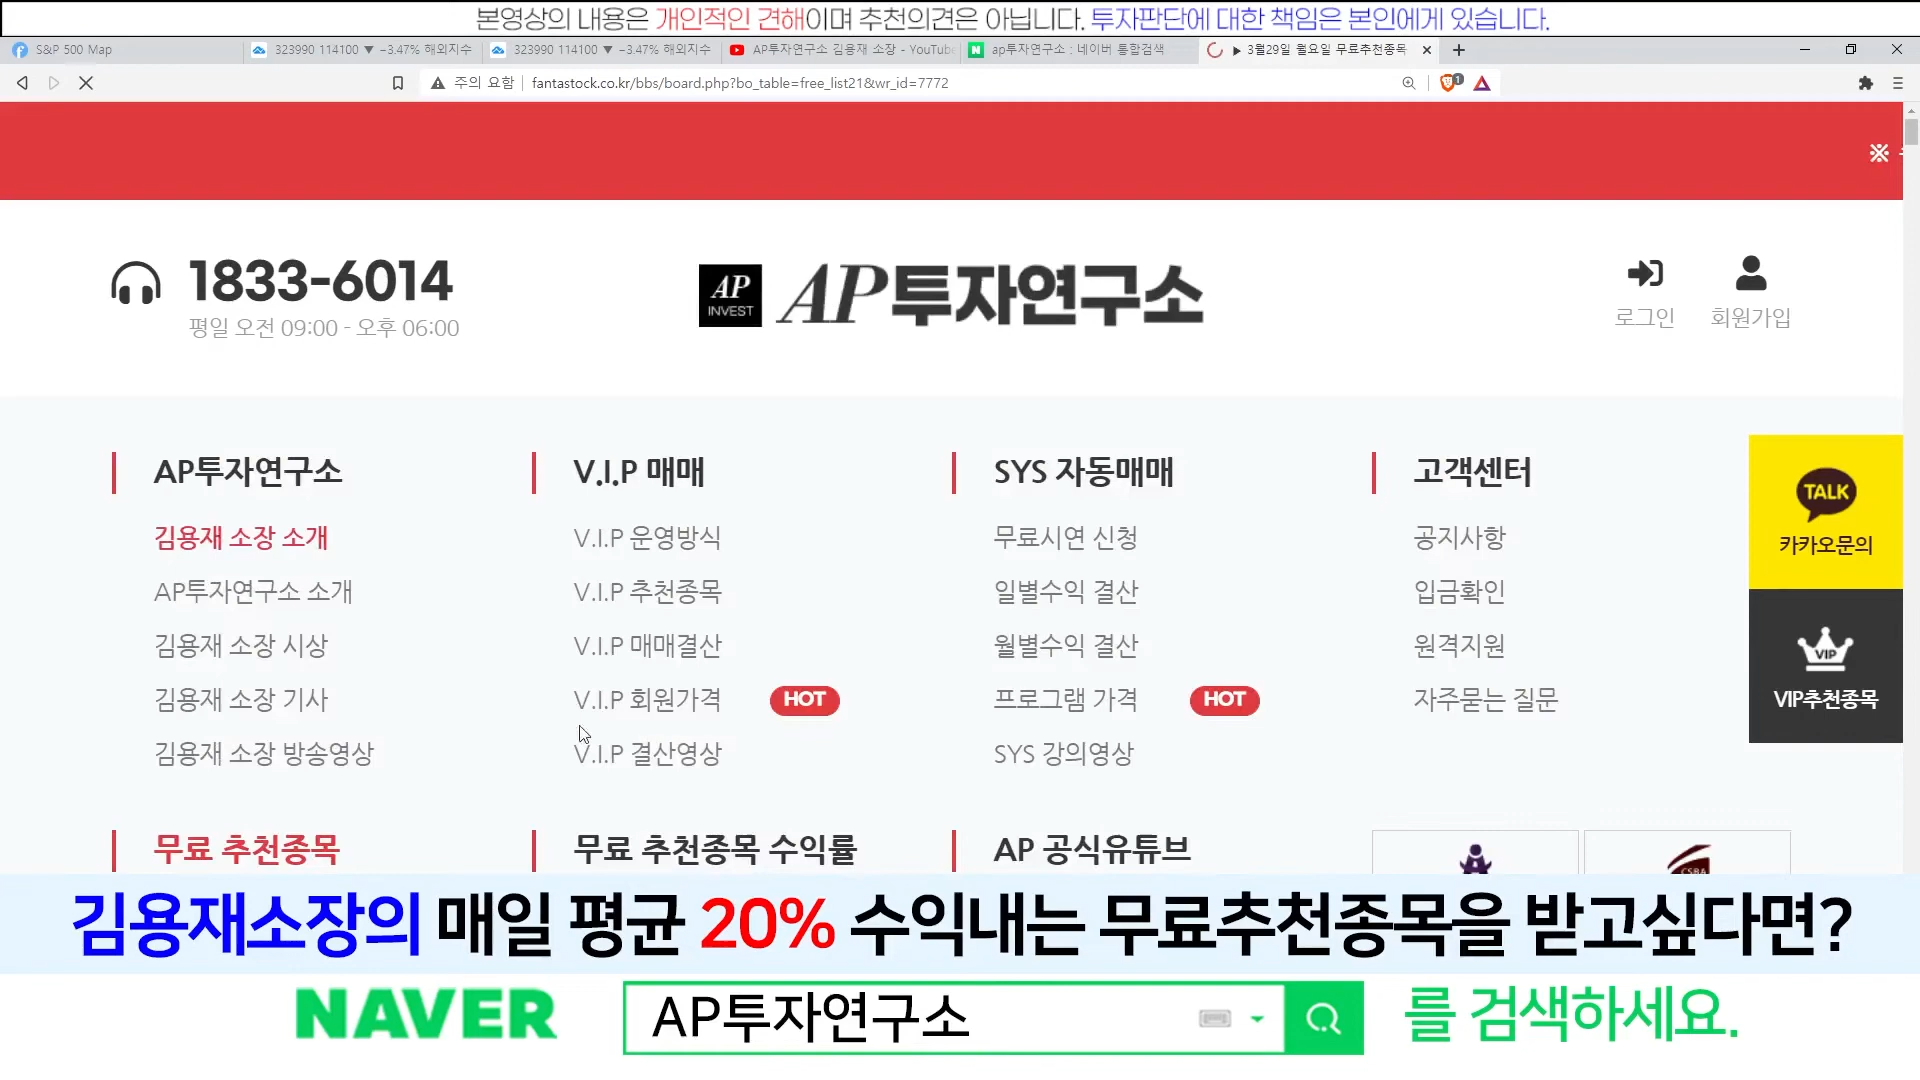 본영상의 내용은 개인적인 견해이며 추천의견은 아닙니다. 투자판단에 대한 책임은 본인에게 있습니다.
S&P 500 Map
323990 114100 ▼ -3.47% 해외지수
323990 114100 ▼ -3.47% 해외지수
AP투자연구소 김용재 소장 - YouTube
ap투자연구소 : 네이버 통합검색
▶ 3월29일 월요일 무료추천종목
주의 요함
fantastock.co.kr/bbs/board.php?bo_table=free_list21&wr_id=7772
1
※
1833-6014
평일 오전 09:00 - 오후 06:00
AP INVEST
AP투자연구소
로그인
회원가입
AP투자연구소
김용재 소장 소개
AP투자연구소 소개
김용재 소장 시상
김용재 소장 기사
김용재 소장 방송영상
V.I.P 매매
V.I.P 운영방식
V.I.P 추천종목
V.I.P 매매결산
V.I.P 회원가격 HOT
V.I.P 결산영상
SYS 자동매매
무료시연 신청
일별수익 결산
월별수익 결산
프로그램 가격 HOT
SYS 강의영상
고객센터
공지사항
입금확인
원격지원
자주묻는 질문
TALK
카카오문의
VIP
VIP추천종목
무료 추천종목
무료 추천종목 수익률
AP 공식유튜브
CSBA
김용재소장의 매일 평균 20% 수익내는 무료추천종목을 받고싶다면?
NAVER AP투자연구소 를 검색하세요.